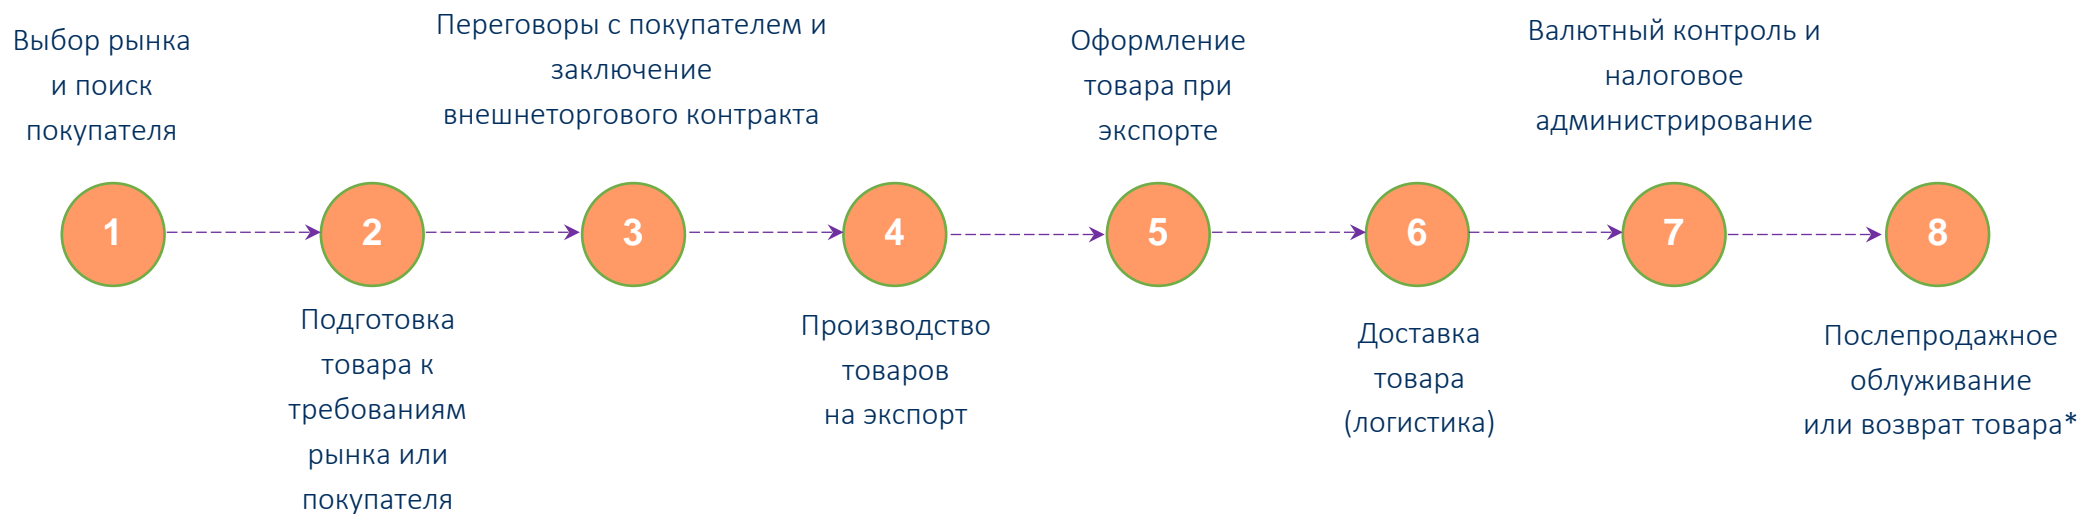 Выбор рынка
и поиск
покупателя
Переговоры с покупателем и
заключение
внешнеторгового контракта
Оформление
товара при
экспорте
Валютный контроль и
налоговое
администрирование
1
2
3
4
5
6
7
8
Подготовка
товара к
требованиям
рынка или
покупателя
Производство
товаров
на экспорт
Доставка
товара
(логистика)
Послепродажное
облуживание
или возврат товара*